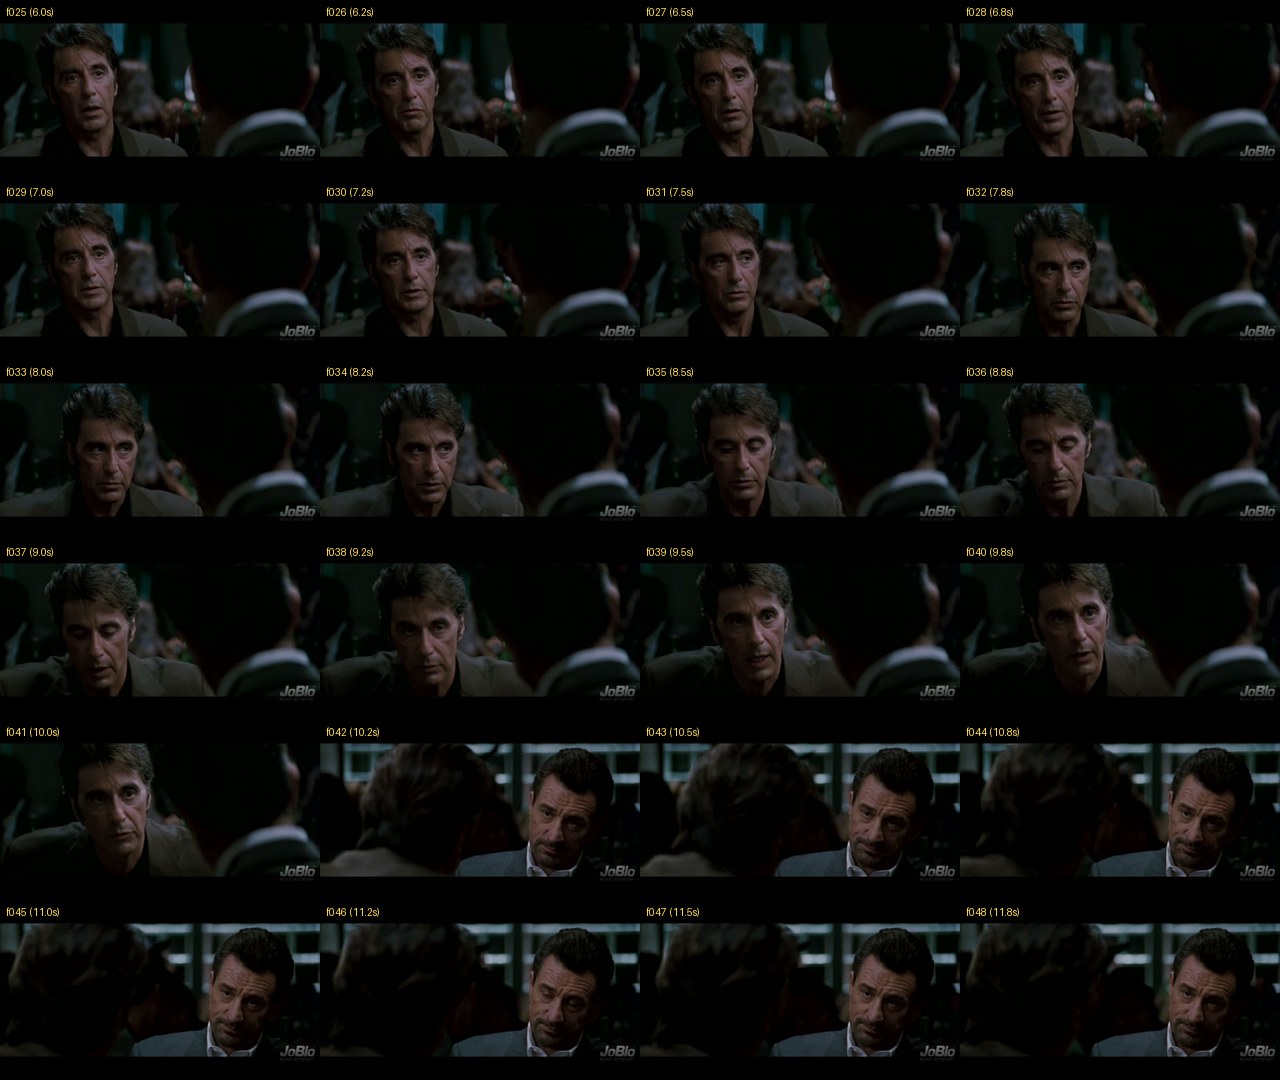 f025 (6.0s) f026 (6.2s) f027 (6.5s) f028 (6.8s)
JoBlo JoBlo JoBlo JoBlo
f029 (7.0s) f030 (7.2s) f031 (7.5s) f032 (7.8s)
JoBlo JoBlo JoBlo JoBlo
f033 (8.0s) f034 (8.2s) f035 (8.5s) f036 (8.8s)
JoBlo JoBlo JoBlo JoBlo
f037 (9.0s) f038 (9.2s) f039 (9.5s) f040 (9.8s)
JoBlo JoBlo JoBlo JoBlo
f041 (10.0s) f042 (10.2s) f043 (10.5s) f044 (10.8s)
JoBlo JoBlo JoBlo JoBlo
f045 (11.0s) f046 (11.2s) f047 (11.5s) f048 (11.8s)
JoBlo JoBlo JoBlo JoBlo